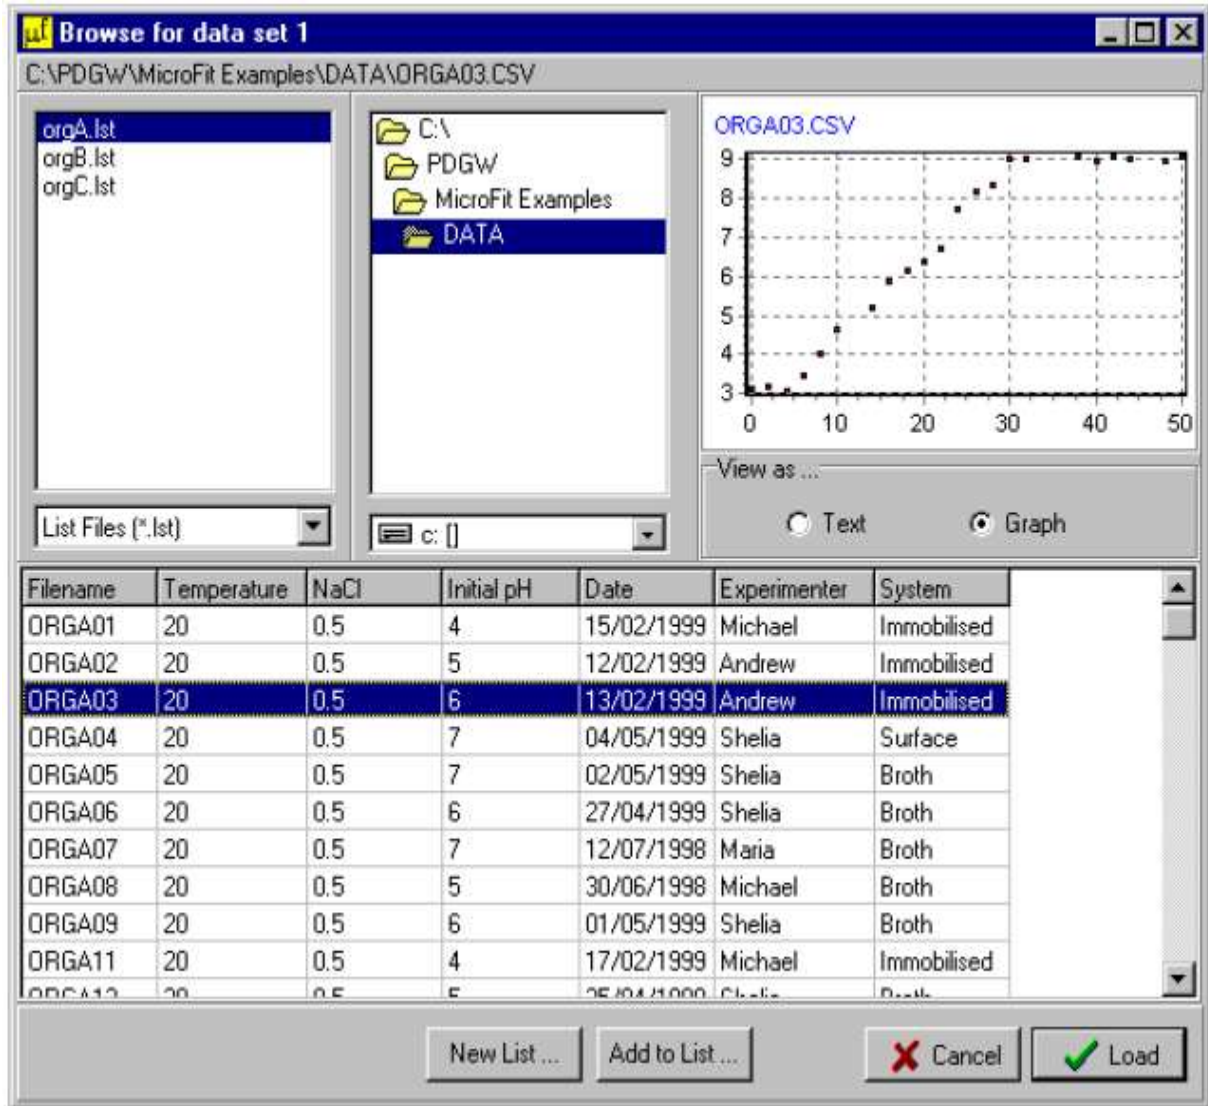 µf Browse for data set 1
C:\PDGW\MicroFit Examples\DATA\ORGA03.CSV
orgA.lst
orgB.lst
orgC.lst
List Files (*.lst)
C:\
PDGW
MicroFit Examples
DATA
c: []
ORGA03.CSV
9
8
7
6
5
4
3
0 10 20 30 40 50
View as ...
Text Graph
Filename Temperature NaCl Initial pH Date Experimenter System
ORGA01 20 0.5 4 15/02/1999 Michael Immobilised
ORGA02 20 0.5 5 12/02/1999 Andrew Immobilised
ORGA03 20 0.5 6 13/02/1999 Andrew Immobilised
ORGA04 20 0.5 7 04/05/1999 Shelia Surface
ORGA05 20 0.5 7 02/05/1999 Shelia Broth
ORGA06 20 0.5 6 27/04/1999 Shelia Broth
ORGA07 20 0.5 7 12/07/1998 Maria Broth
ORGA08 20 0.5 5 30/06/1998 Michael Broth
ORGA09 20 0.5 6 01/05/1999 Shelia Broth
ORGA11 20 0.5 4 17/02/1999 Michael Immobilised
New List ... Add to List ... Cancel Load